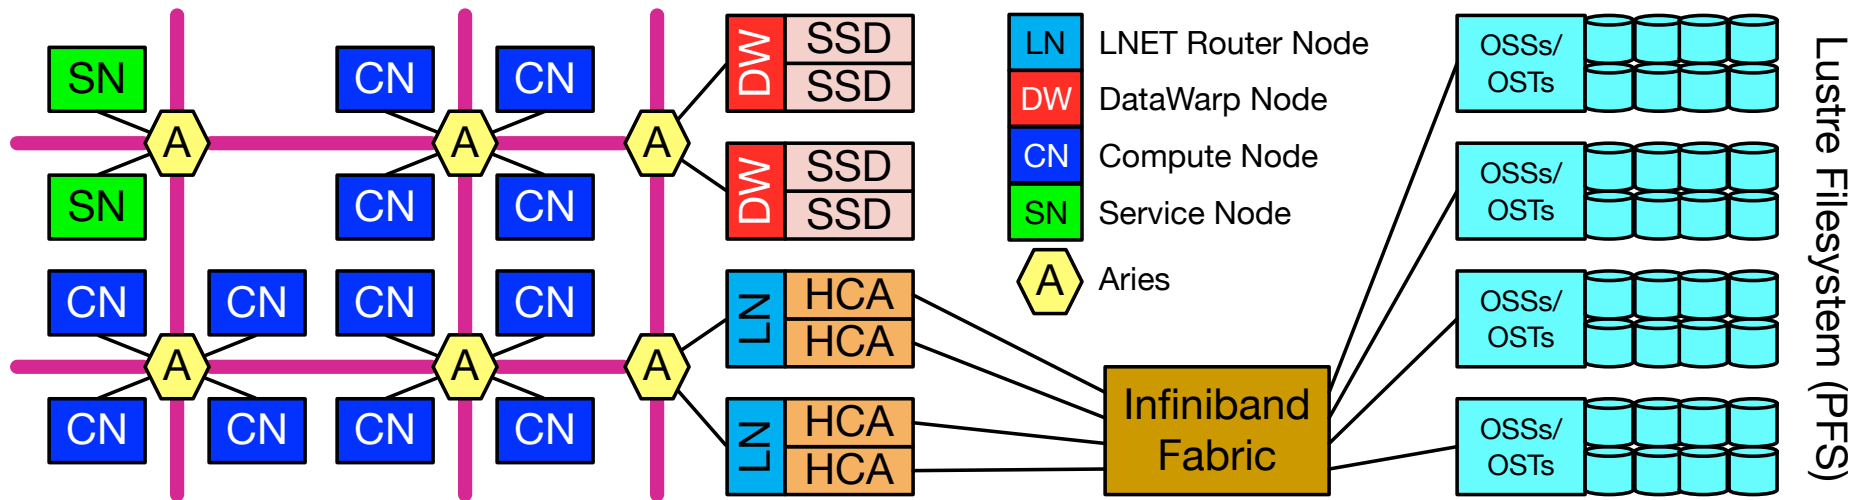 SN
A
SN
CN
CN
A
CN
CN
A
DW
SSD
SSD
DW
SSD
SSD
CN
CN
A
CN
CN
CN
CN
A
CN
CN
A
LN
HCA
HCA
LN
HCA
HCA
LN LNET Router Node
DW DataWarp Node
CN Compute Node
SN Service Node
A Aries
Infiniband
Fabric
OSSs/
OSTs
OSSs/
OSTs
OSSs/
OSTs
OSSs/
OSTs
Lustre Filesystem (PFS)